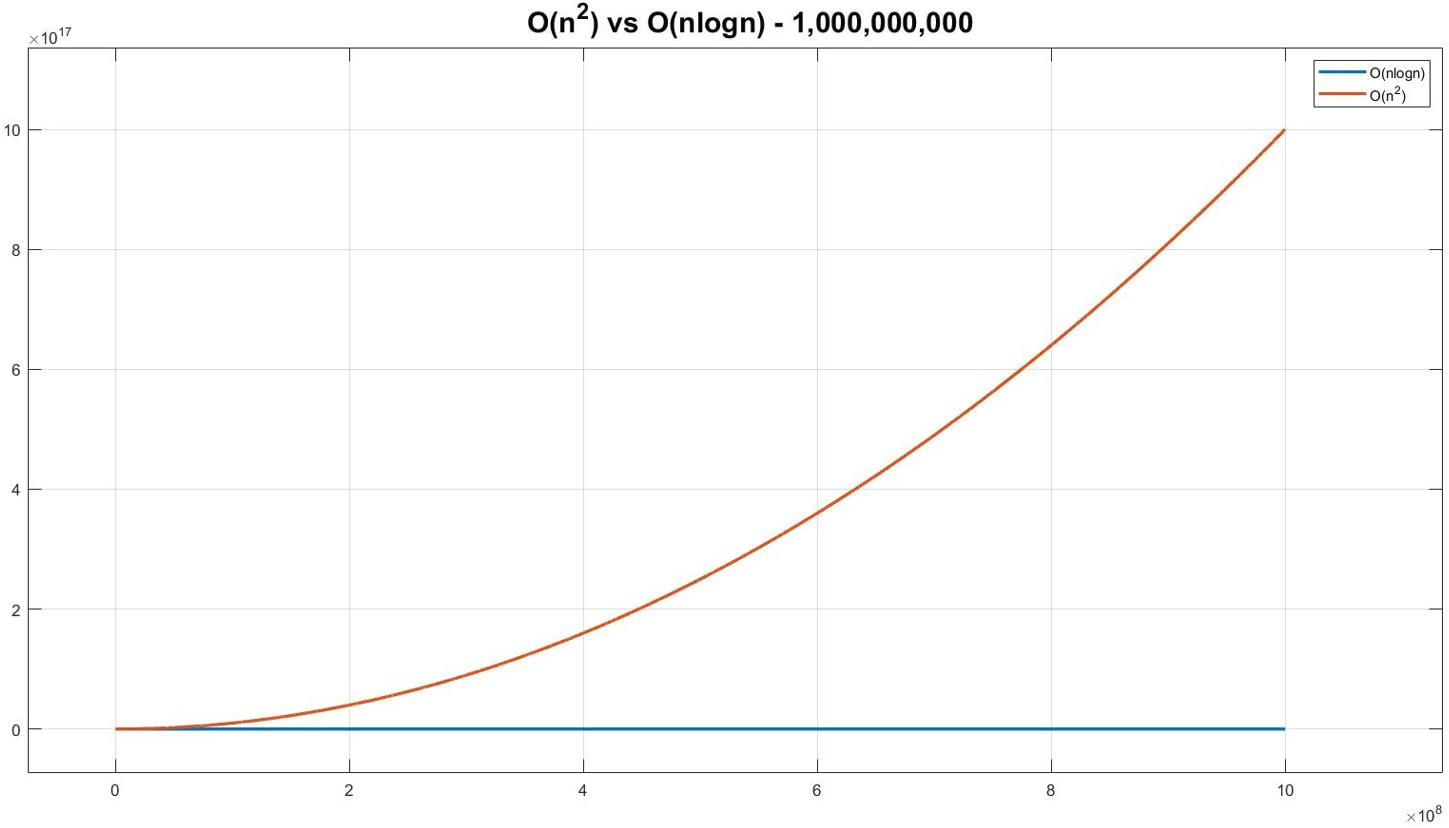 O(n²) vs O(nlogn) - 1,000,000,000
×10¹⁷
O(nlogn)
O(n²)
10
8
6
4
2
0
0 2 4 6 8 10
×10⁸